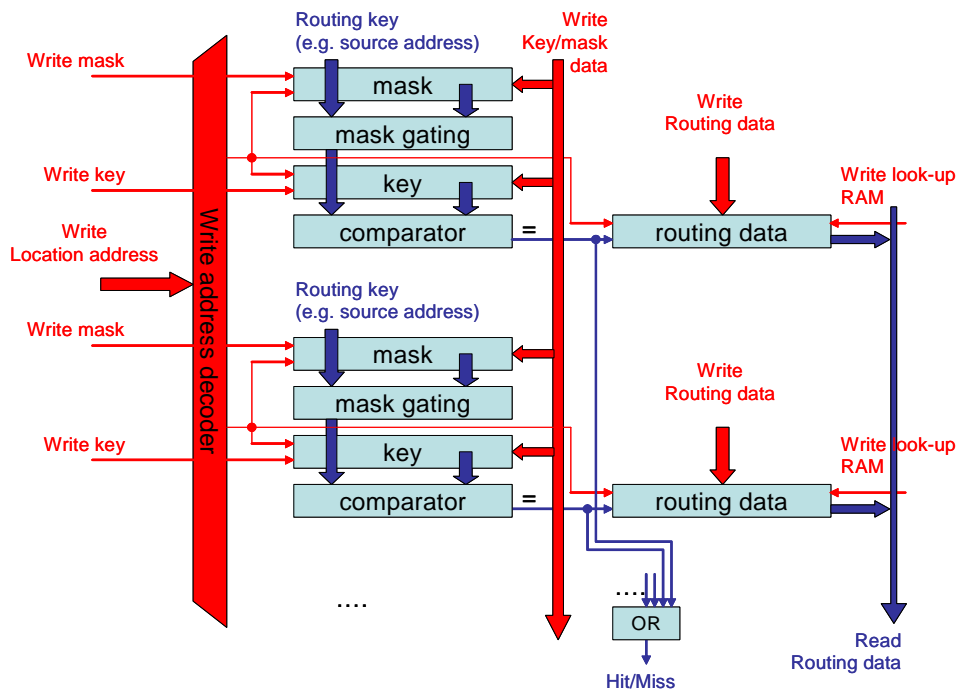 Routing key
(e.g. source address)
Write
Key/mask
data
Write mask
mask
mask gating
Write
Routing data
Write key
key
Write look-up
RAM
comparator
=
routing data
Write
Location address
Write address decoder
Routing key
(e.g. source address)
Write mask
mask
mask gating
Write
Routing data
Write key
key
Write look-up
RAM
comparator
=
routing data
....
....
OR
Hit/Miss
Read
Routing data